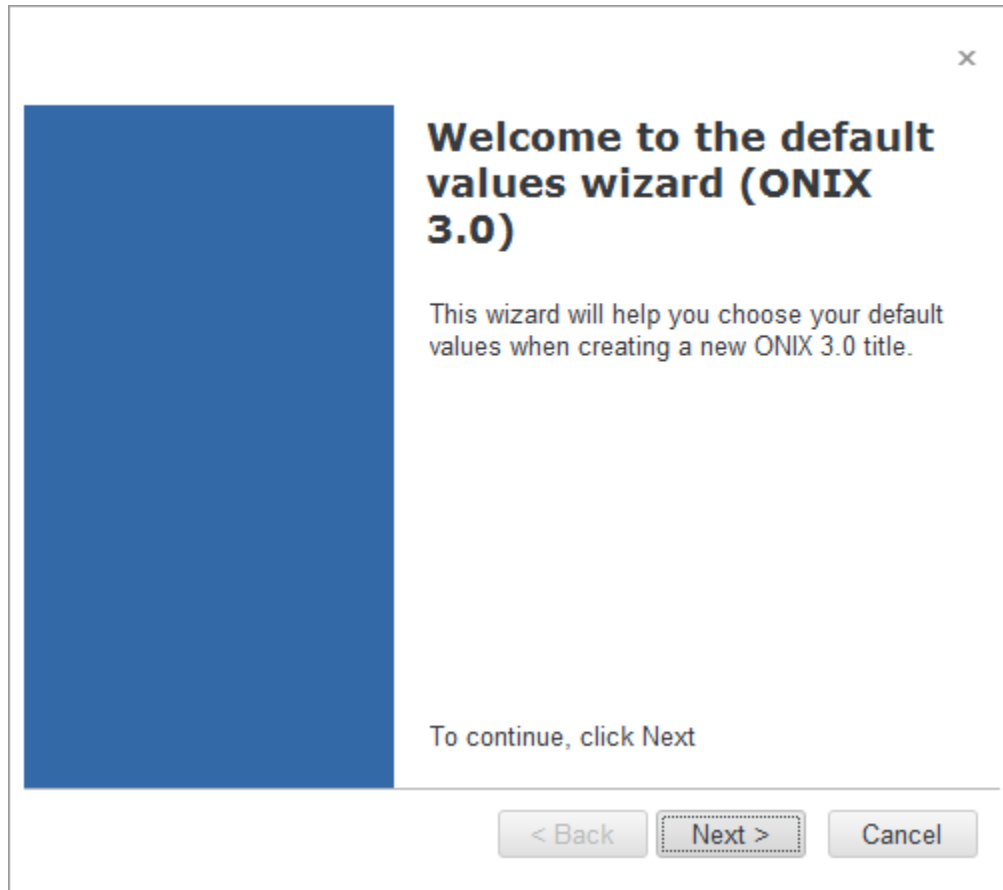 ×
Welcome to the default
values wizard (ONIX
3.0)
This wizard will help you choose your default
values when creating a new ONIX 3.0 title.
To continue, click Next
< Back Next > Cancel